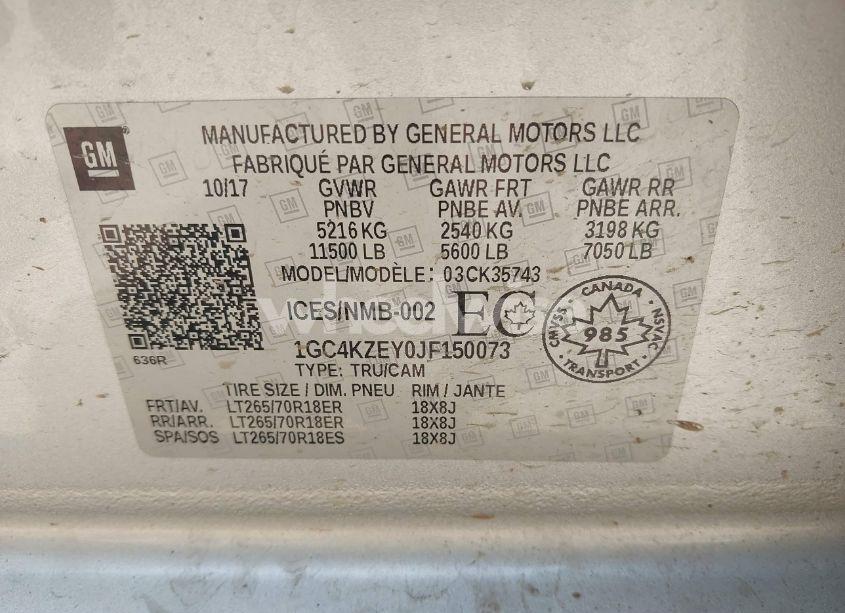 GM
MANUFACTURED BY GENERAL MOTORS LLC
FABRIQUÉ PAR GENERAL MOTORS LLC
10/17 GVWR GAWR FRT GAWR RR
PNBV PNBE AV. PNBE ARR.
5216 KG 2540 KG 3198 KG
11500 LB 5600 LB 7050 LB
MODEL/MODÈLE: 03CK35743
ICES/NMB-002 EC
CANADA
CMVSS 985 NSVAC
TRANSPORT
1GC4KZEY0JF150073
636R
TYPE: TRU/CAM
TIRE SIZE / DIM. PNEU RIM / JANTE
FRT/AV. LT265/70R18ER 18X8J
RR/ARR. LT265/70R18ER 18X8J
SPA/SOS LT265/70R18ES 18X8J